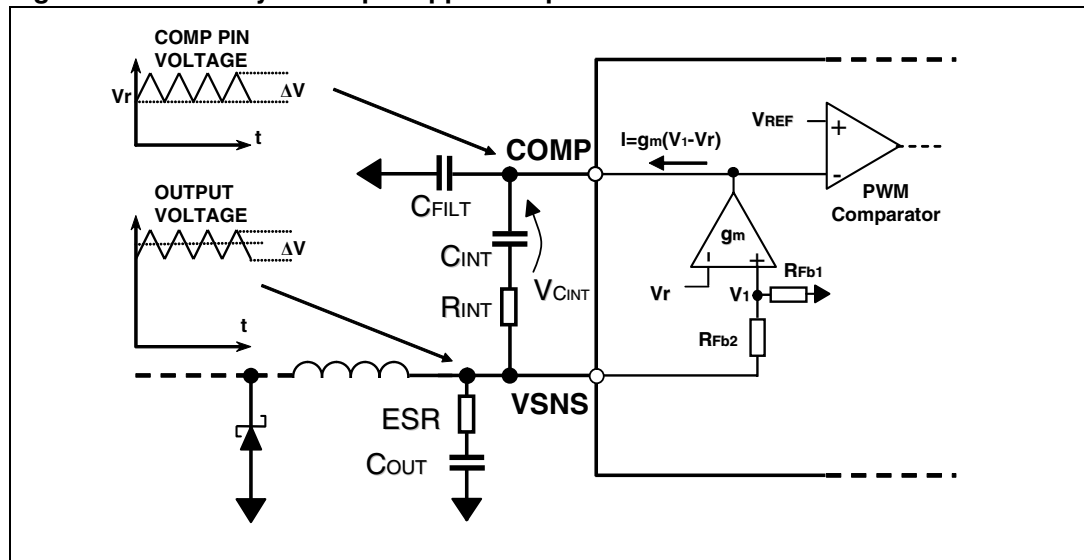 COMP PIN
VOLTAGE
Vr
ΔV
t
OUTPUT
VOLTAGE
ΔV
t
COMP
I=gm(V1-Vr)
VREF
+
-
PWM
Comparator
CFILT
CINT
VCINT
RINT
gm
-
+
Vr
V1
RFb1
RFb2
VSNS
ESR
COUT